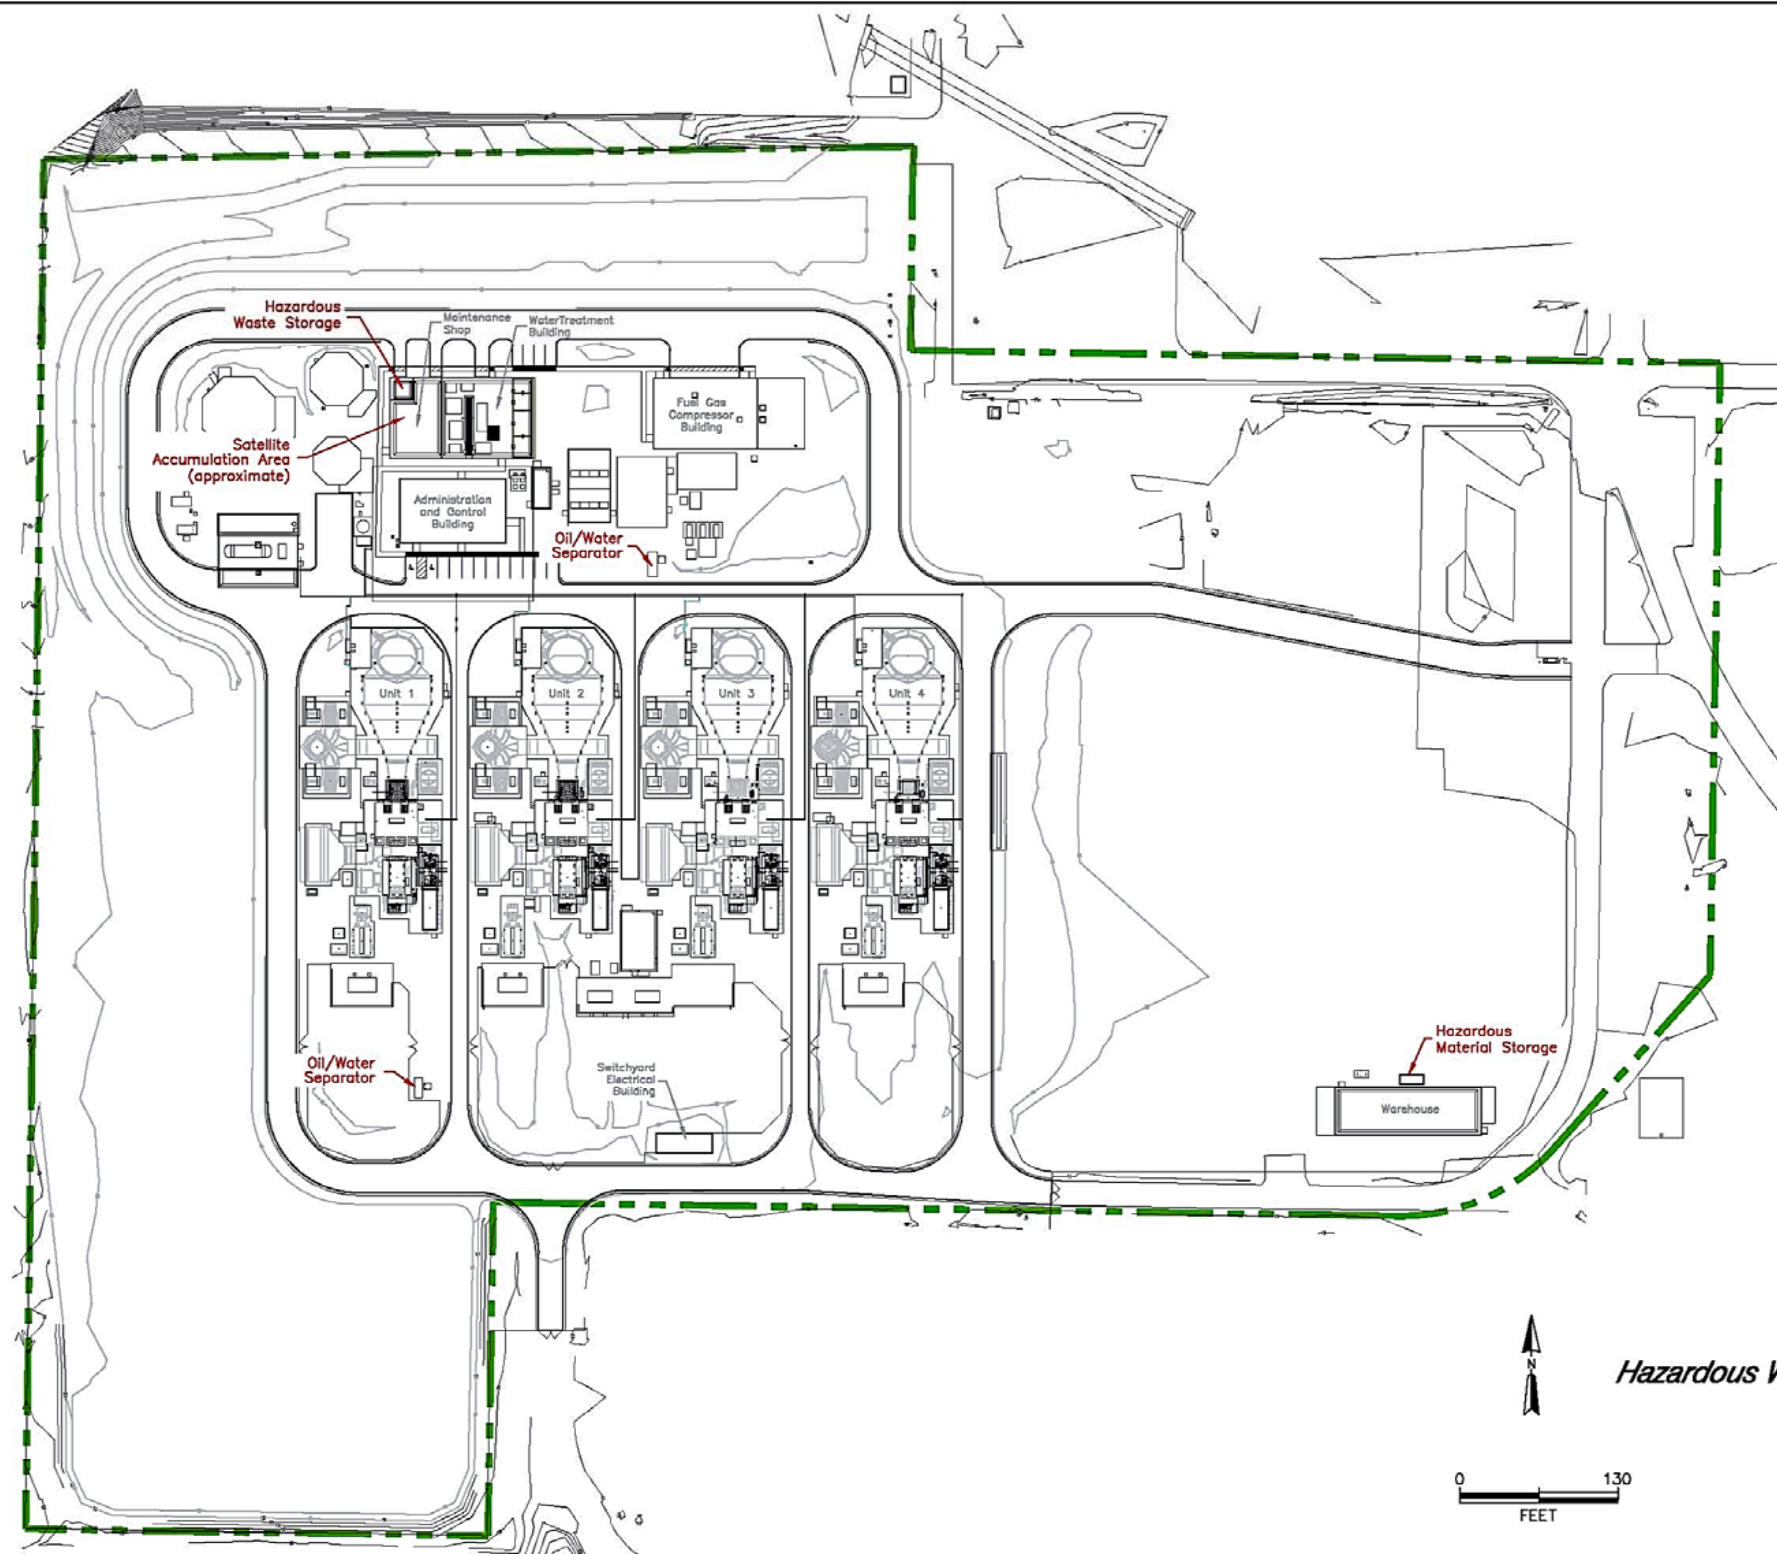 Hazardous
Waste Storage
Maintenance
Shop
WaterTreatment
Building
Fuel Gas
Compressor
Building
Satellite
Accumulation Area
(approximate)
Administration
and Control
Building
Oil/Water
Separator
Unit 1
Unit 2
Unit 3
Unit 4
Oil/Water
Separator
Switchyard
Electrical
Building
Hazardous
Material Storage
Warehouse
N
Hazardous
0 130
FEET